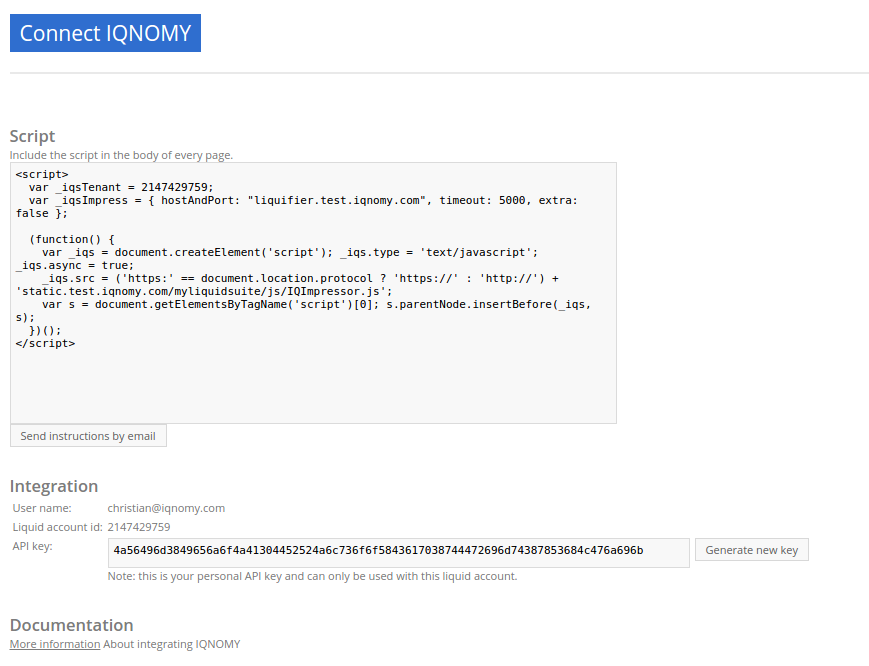 Connect IQNOMY
Script
Include the script in the body of every page.
<script>
  var _iqsTenant = 2147429759;
  var _iqsImpress = { hostAndPort: "liquifier.test.iqnomy.com", timeout: 5000, extra:
false };

  (function() {
    var _iqs = document.createElement('script'); _iqs.type = 'text/javascript';
_iqs.async = true;
    _iqs.src = ('https:' == document.location.protocol ? 'https://' : 'http://') +
'static.test.iqnomy.com/myliquidsuite/js/IQImpressor.js';
    var s = document.getElementsByTagName('script')[0]; s.parentNode.insertBefore(_iqs,
s);
  })();
</script>
Send instructions by email
Integration
User name: christian@iqnomy.com
Liquid account id: 2147429759
API key: 4a56496d3849656a6f4a41304452524a6c736f6f5843617038744472696d74387853684c476a696b Generate new key
Note: this is your personal API key and can only be used with this liquid account.
Documentation
More information About integrating IQNOMY